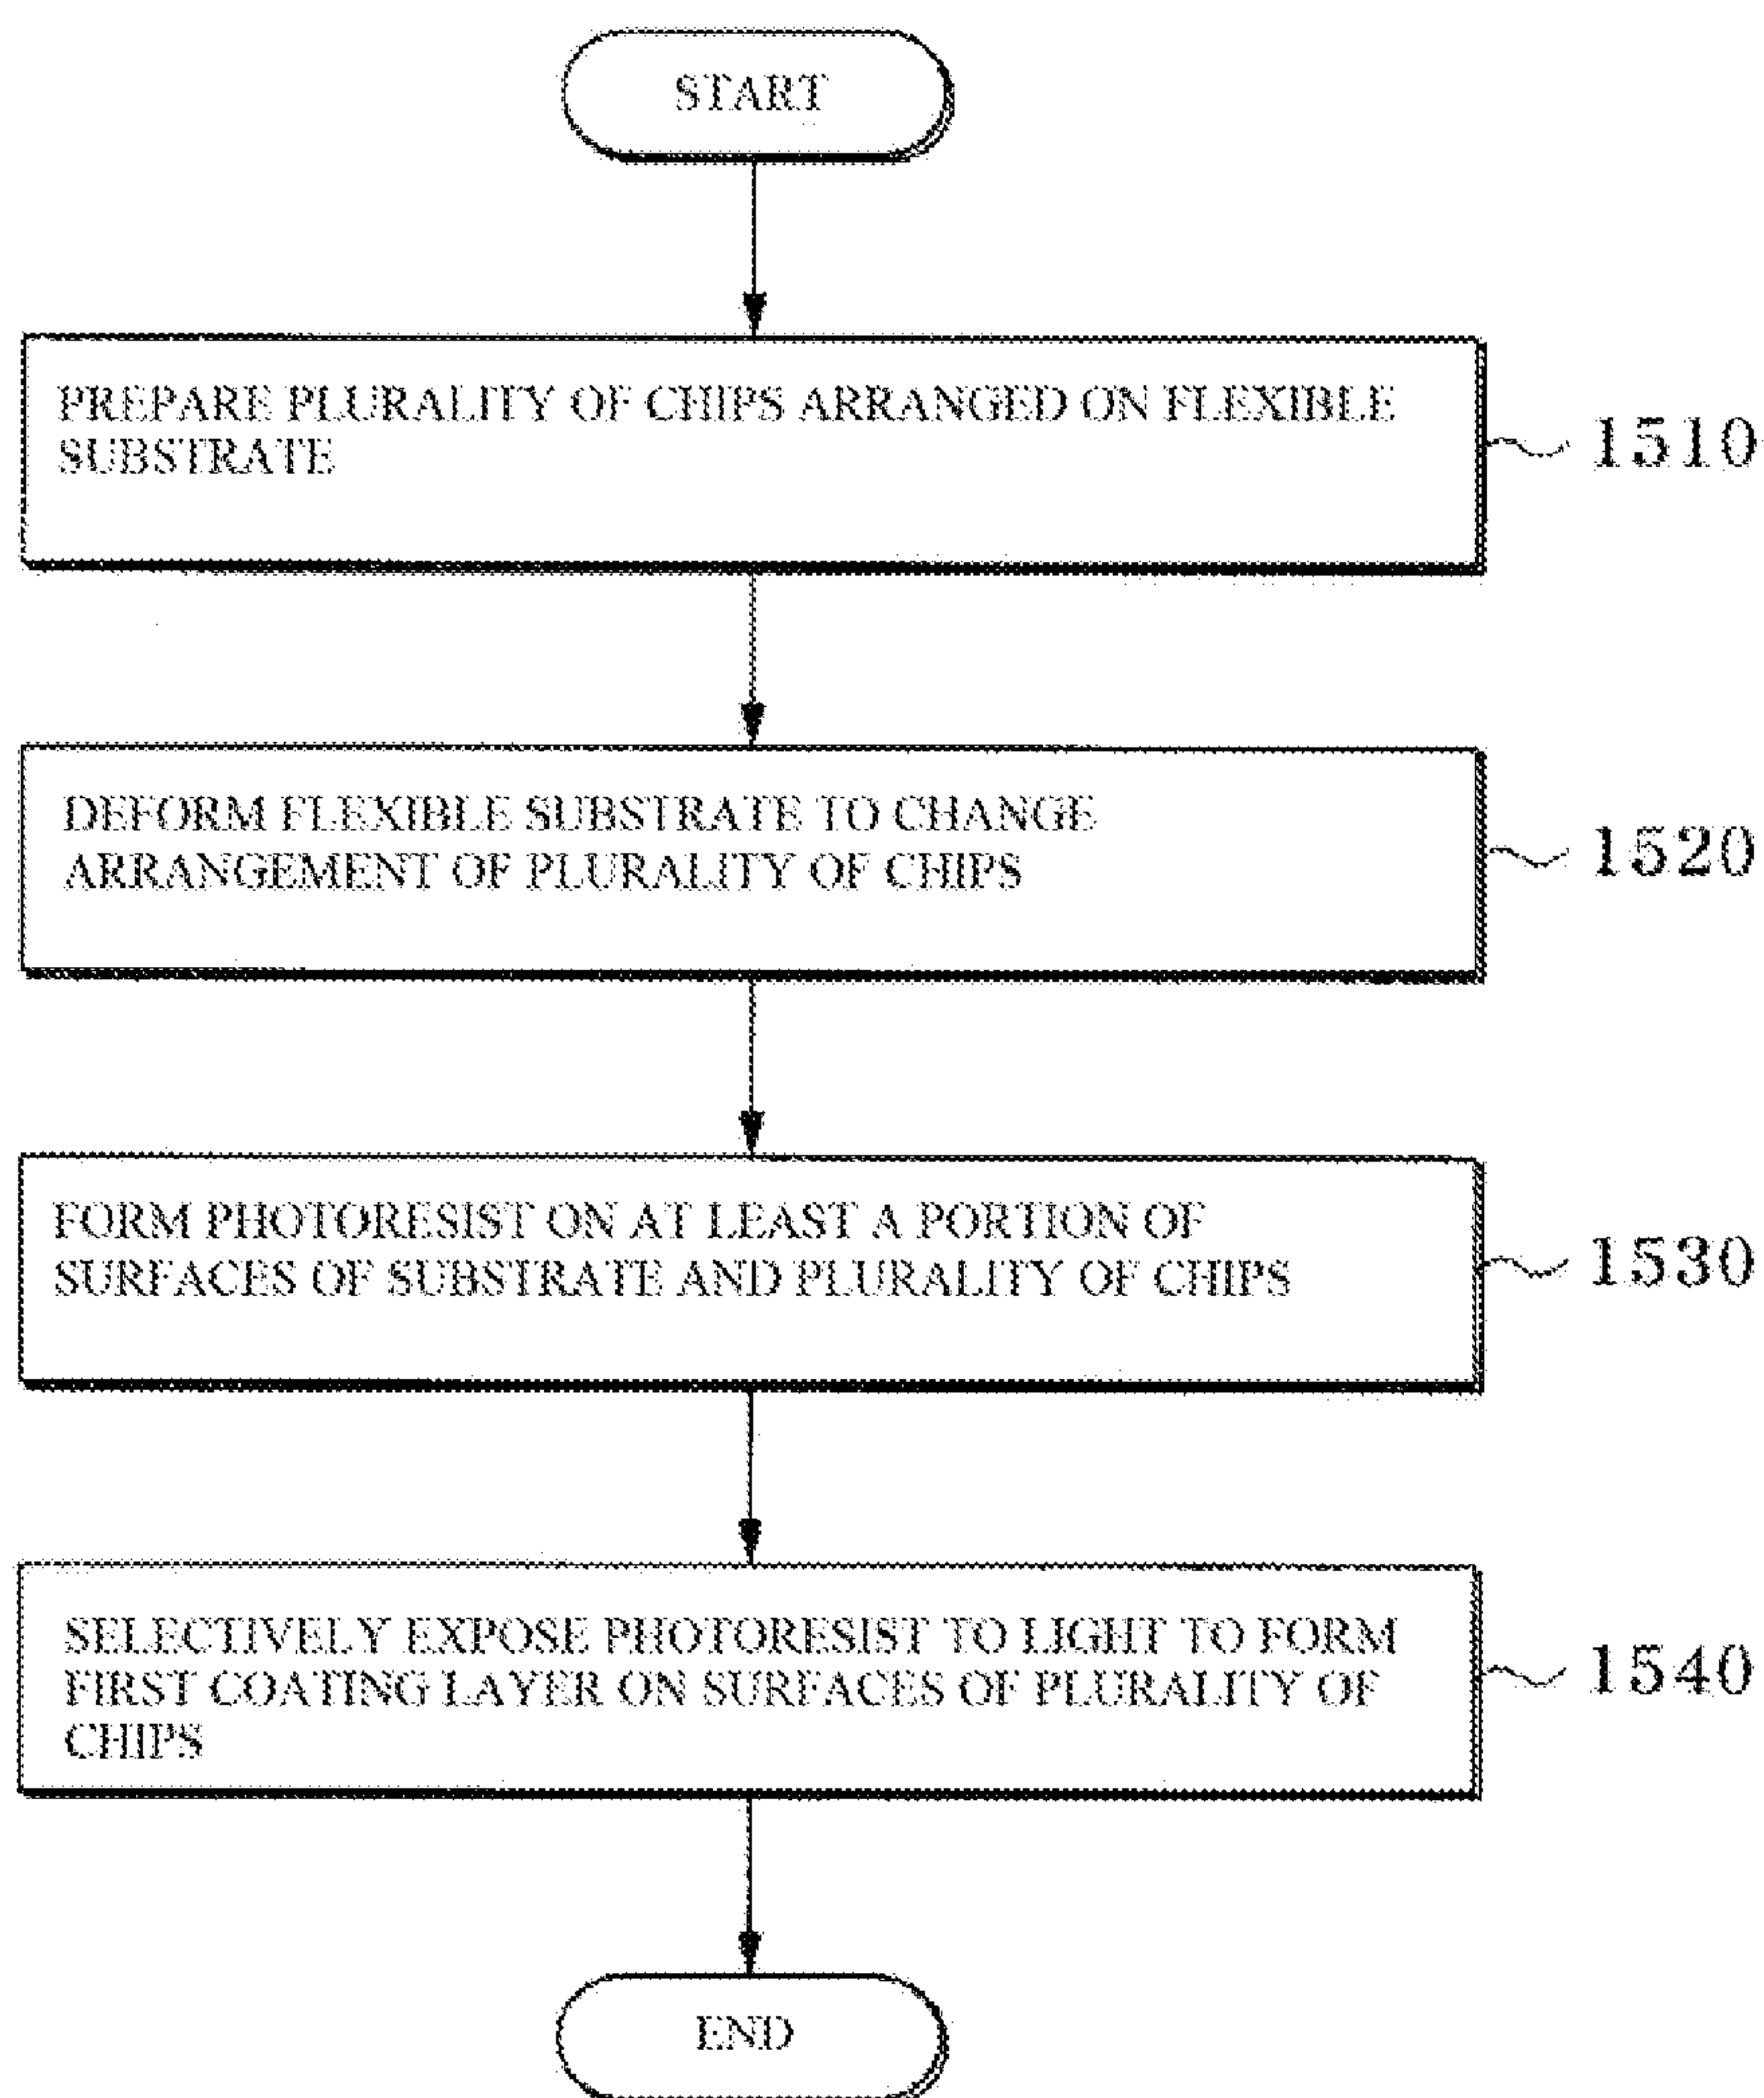 START
PREPARE PLURALITY OF CHIPS ARRANGED ON FLEXIBLE
SUBSTRATE
1510
DEFORM FLEXIBLE SUBSTRATE TO CHANGE
ARRANGEMENT OF PLURALITY OF CHIPS
1520
FORM PHOTORESIST ON AT LEAST A PORTION OF
SURFACES OF SUBSTRATE AND PLURALITY OF CHIPS
1530
SELECTIVELY EXPOSE PHOTORESIST TO LIGHT TO FORM
FIRST COATING LAYER ON SURFACES OF PLURALITY OF
CHIPS
1540
END